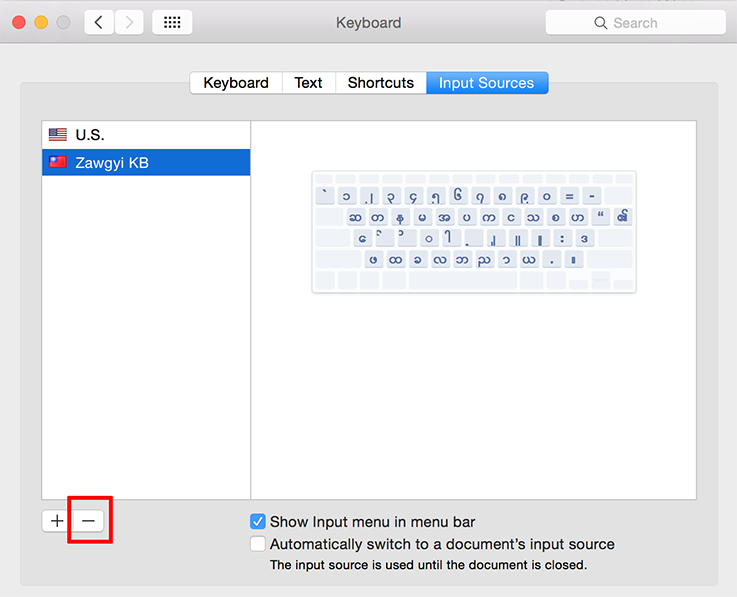 Keyboard
Search
Keyboard Text Shortcuts Input Sources
U.S.
Zawgyi KB
` ၁ ၂ ၃ ၄ ၅ ၆ ၇ ၈ ၉ ၀ = -
ဆ တ န မ အ ပ က င သ စ ဟ “ ၏
ေ ိ ် ါ ့ ျ ု ူ း ဒ
ဖ ထ ခ လ ဘ ည ာ ယ . ။
Show Input menu in menu bar
Automatically switch to a document’s input source
The input source is used until the document is closed.